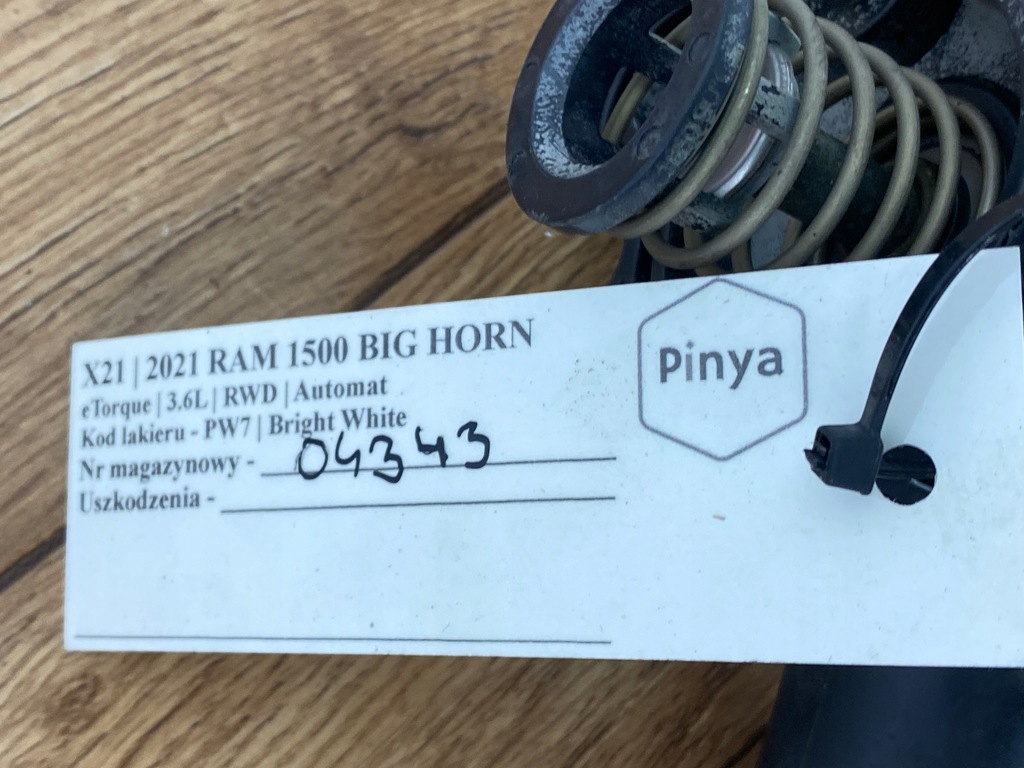 X21 | 2021 RAM 1500 BIG HORN
eTorque | 3.6L | RWD | Automat
Kod lakieru - PW7 | Bright White
Nr magazynowy - 04343
Uszkodzenia -
Pinya